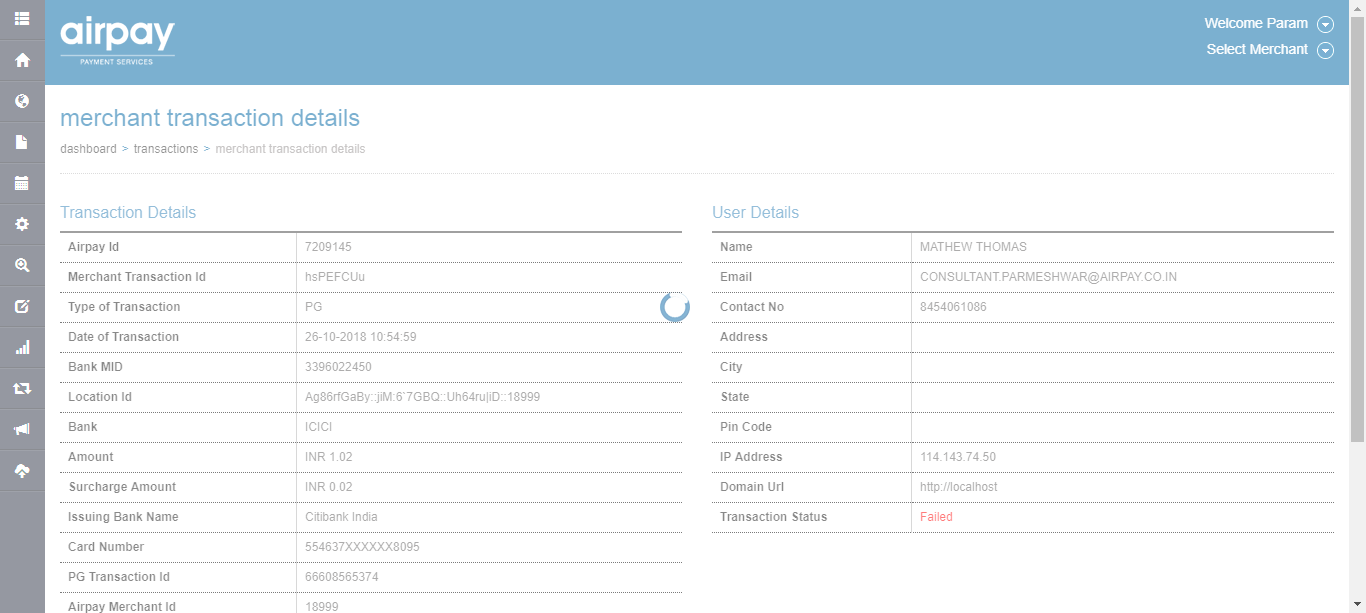 airpay
PAYMENT SERVICES
Welcome Param
Select Merchant
merchant transaction details
dashboard > transactions > merchant transaction details
Transaction Details
Airpay Id 7209145
Merchant Transaction Id hsPEFCUu
Type of Transaction PG
Date of Transaction 26-10-2018 10:54:59
Bank MID 3396022450
Location Id Ag86rfGaBy::jiM:6`7GBQ::Uh64ru|iD::18999
Bank ICICI
Amount INR 1.02
Surcharge Amount INR 0.02
Issuing Bank Name Citibank India
Card Number 554637XXXXXX8095
PG Transaction Id 66608565374
Airpay Merchant Id 18999
User Details
Name MATHEW THOMAS
Email CONSULTANT.PARMESHWAR@AIRPAY.CO.IN
Contact No 8454061086
Address
City
State
Pin Code
IP Address 114.143.74.50
Domain Url http://localhost
Transaction Status Failed